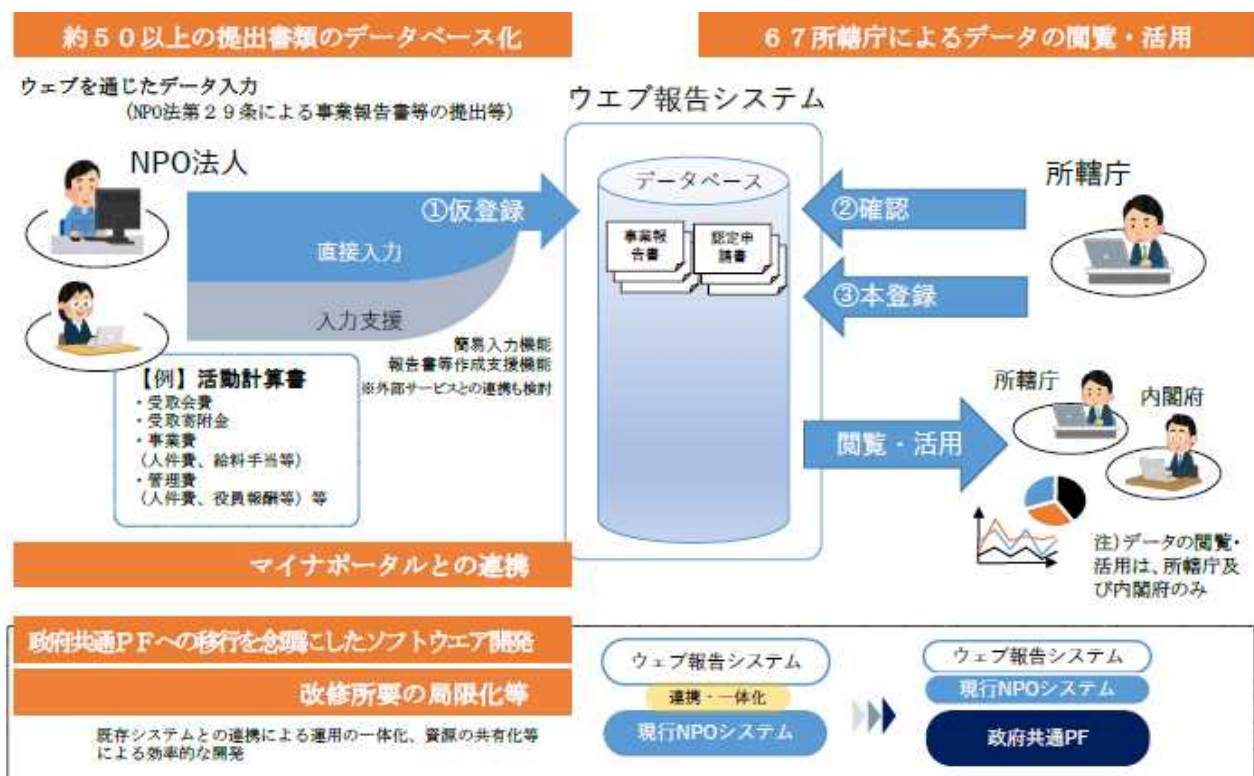 約５０以上の提出書類のデータベース化
６７所轄庁によるデータの閲覧・活用
ウェブを通じたデータ入力
（NPO法第２９条による事業報告書等の提出等）
NPO法人
①仮登録
直接入力
入力支援
簡易入力機能
報告書等作成支援機能
※外部サービスとの連携も検討
【例】活動計算書
・受取会費
・受取寄附金
・事業費
（人件費、給料手当等）
・管理費
（人件費、役員報酬等）等
ウエブ報告システム
データベース
事業報
告書
認定申
請書
所轄庁
②確認
③本登録
閲覧・活用
所轄庁
内閣府
注）データの閲覧・
活用は、所轄庁及
び内閣府のみ
マイナポータルとの連携
政府共通ＰＦへの移行を念頭にしたソフトウエア開発
改修所要の局限化等
既存システムとの連携による運用の一体化、資源の共有化等
による効率的な開発
ウェブ報告システム
連携・一体化
現行NPOシステム
ウェブ報告システム
現行NPOシステム
政府共通PF